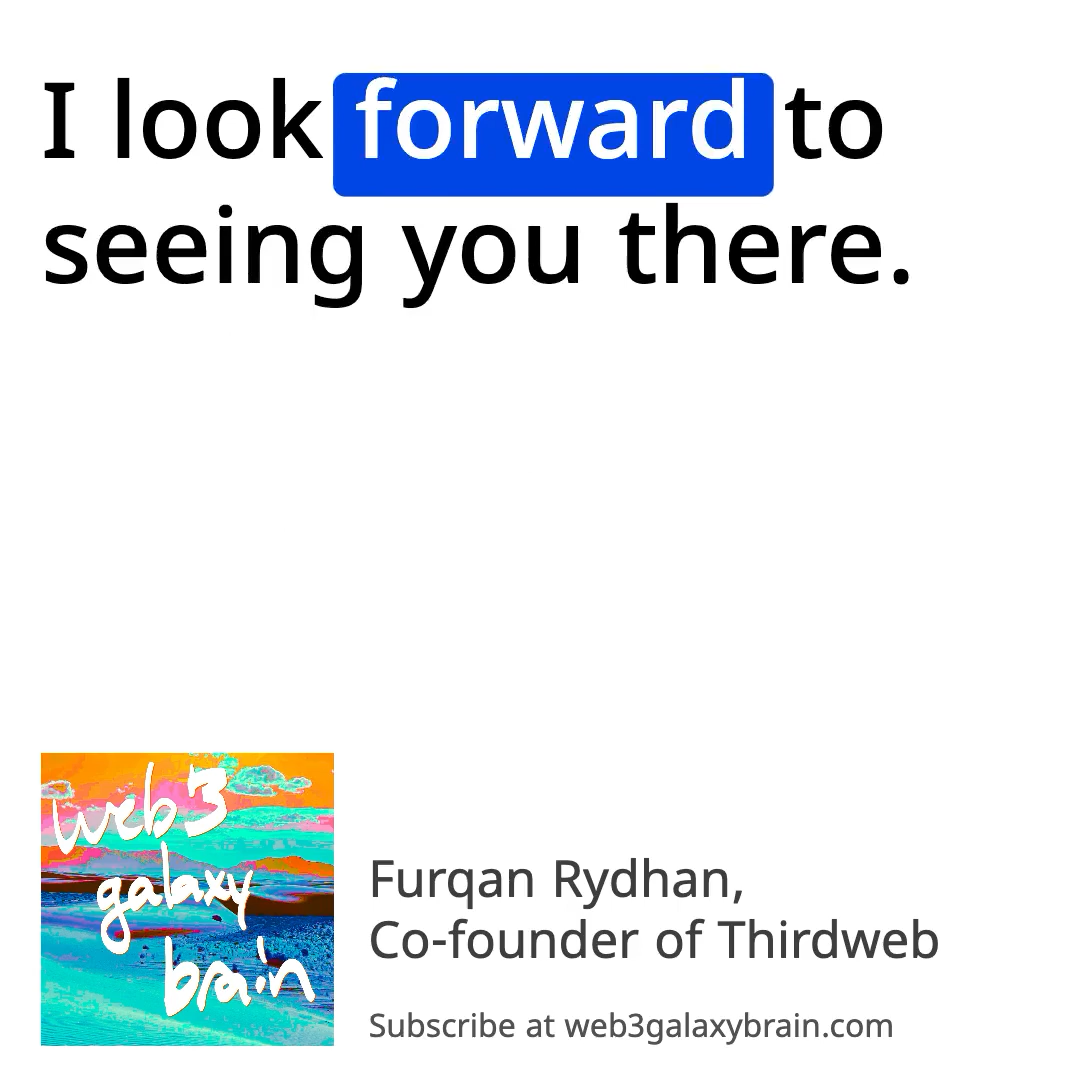 I look forward to
seeing you there.
web3
galaxy
brain
Furqan Rydhan,
Co-founder of Thirdweb
Subscribe at web3galaxybrain.com